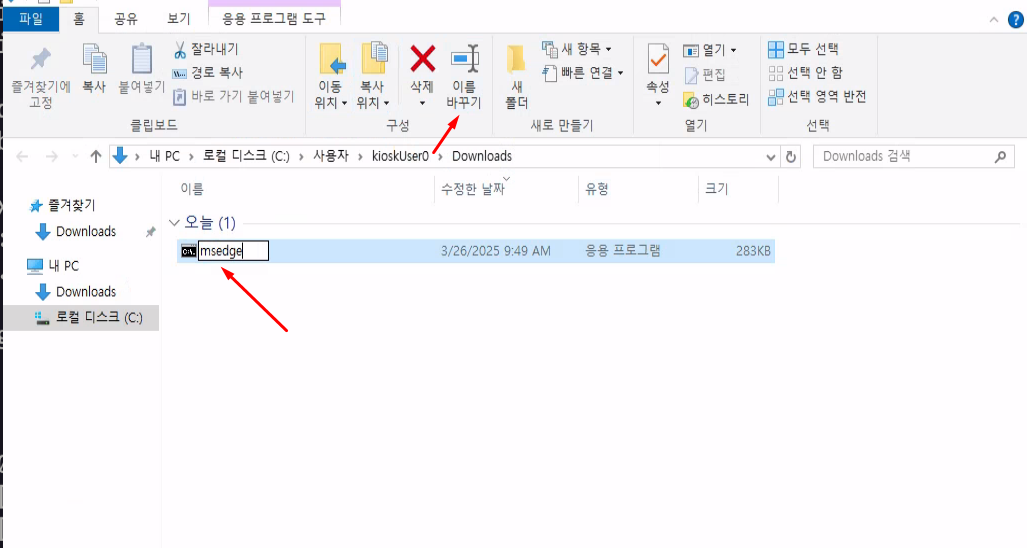 파일 홈 공유 보기 응용 프로그램 도구
즐겨찾기에 고정
복사
붙여넣기
잘라내기
경로 복사
바로 가기 붙여넣기
클립보드
이동 위치
복사 위치
삭제
이름 바꾸기
구성
새 폴더
새 항목
빠른 연결
새로 만들기
속성
열기
편집
히스토리
열기
모두 선택
선택 안 함
선택 영역 반전
선택
내 PC › 로컬 디스크 (C:) › 사용자 › kioskUser0 › Downloads
Downloads 검색
이름 수정한 날짜 유형 크기
즐겨찾기
Downloads
내 PC
Downloads
로컬 디스크 (C:)
오늘 (1)
msedge 3/26/2025 9:49 AM 응용 프로그램 283KB